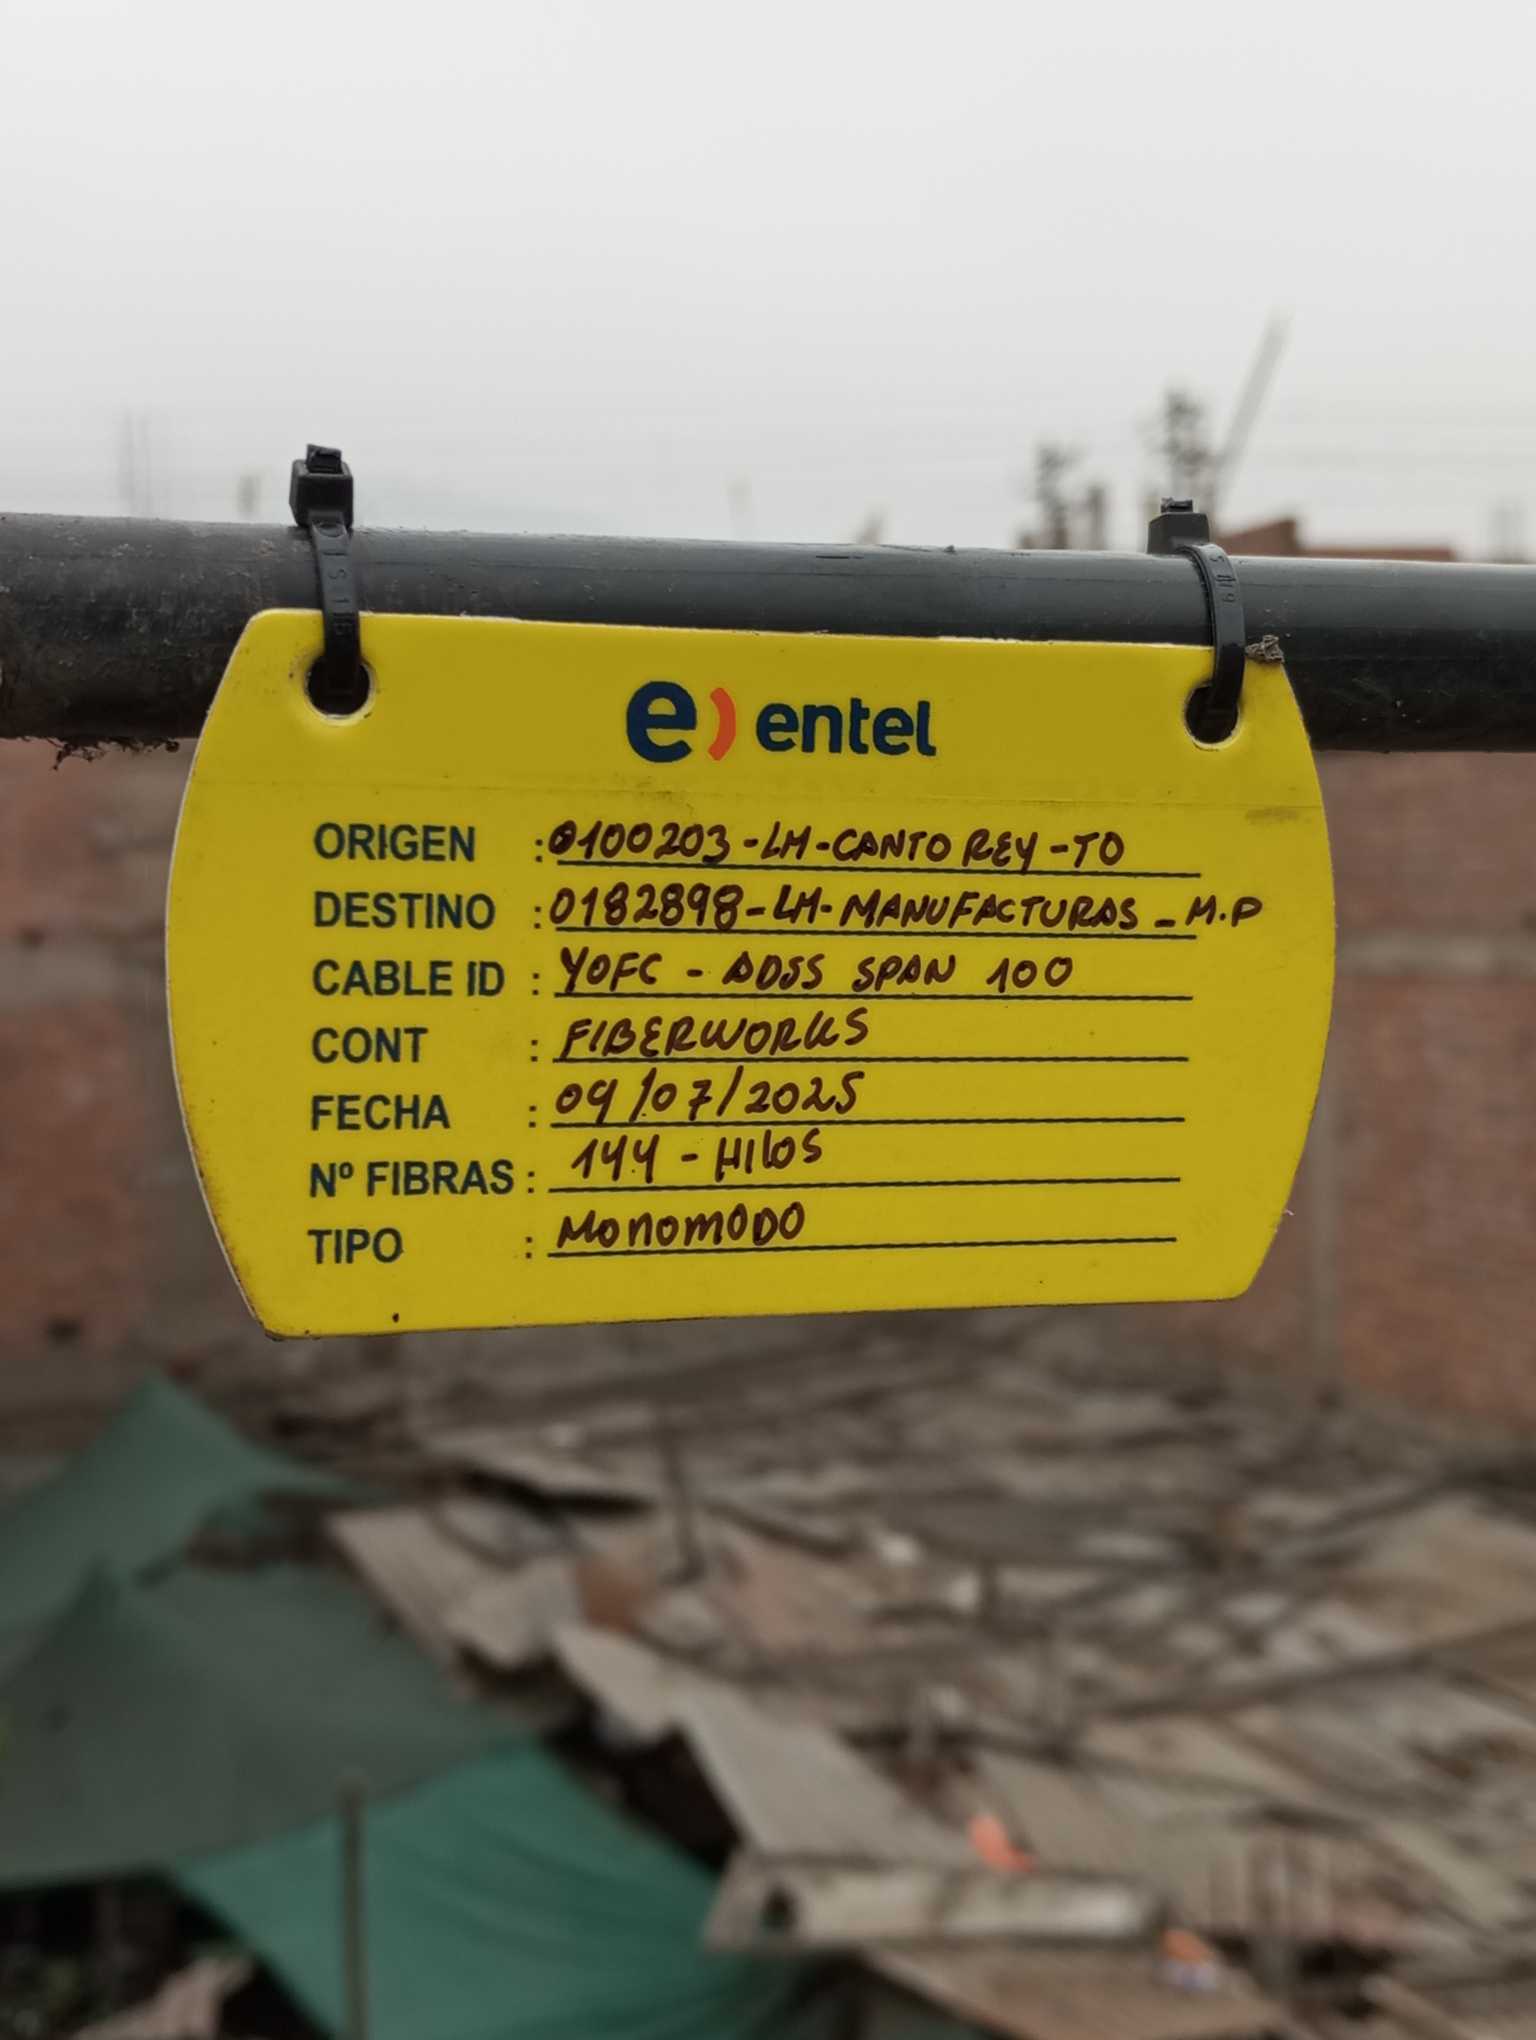 e) entel
ORIGEN : 0100203-LM-CANTO REY-TO
DESTINO : 0182898-LM-MANUFACTURAS-M.P
CABLE ID : YOFC - ADSS SPAN 100
CONT : FIBERWORKS
FECHA : 09/07/2025
Nº FIBRAS : 144 - HILOS
TIPO : MONOMODO